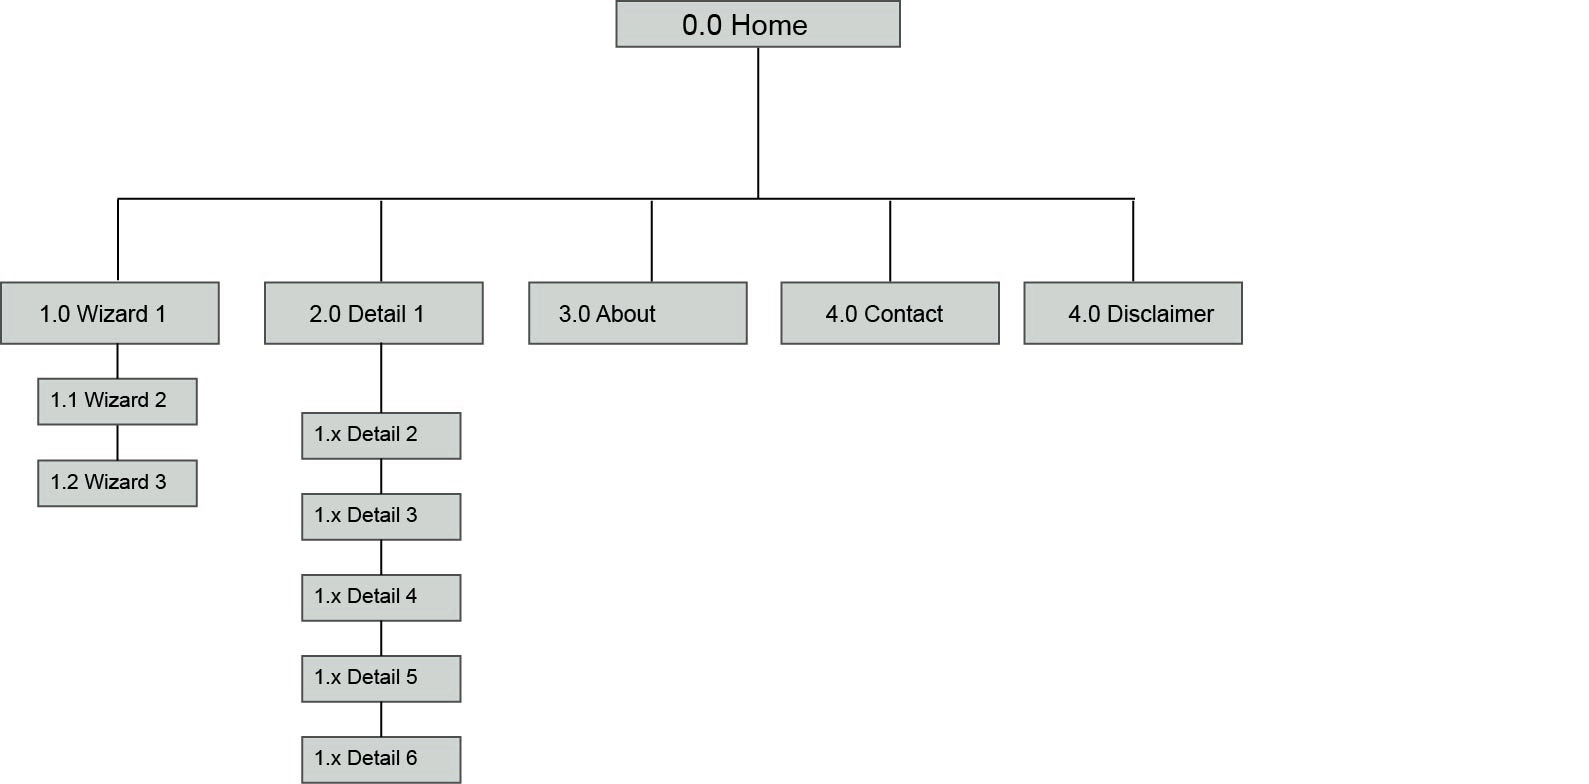 0.0 Home
1.0 Wizard 1
2.0 Detail 1
3.0 About
4.0 Contact
4.0 Disclaimer
1.1 Wizard 2
1.2 Wizard 3
1.x Detail 2
1.x Detail 3
1.x Detail 4
1.x Detail 5
1.x Detail 6